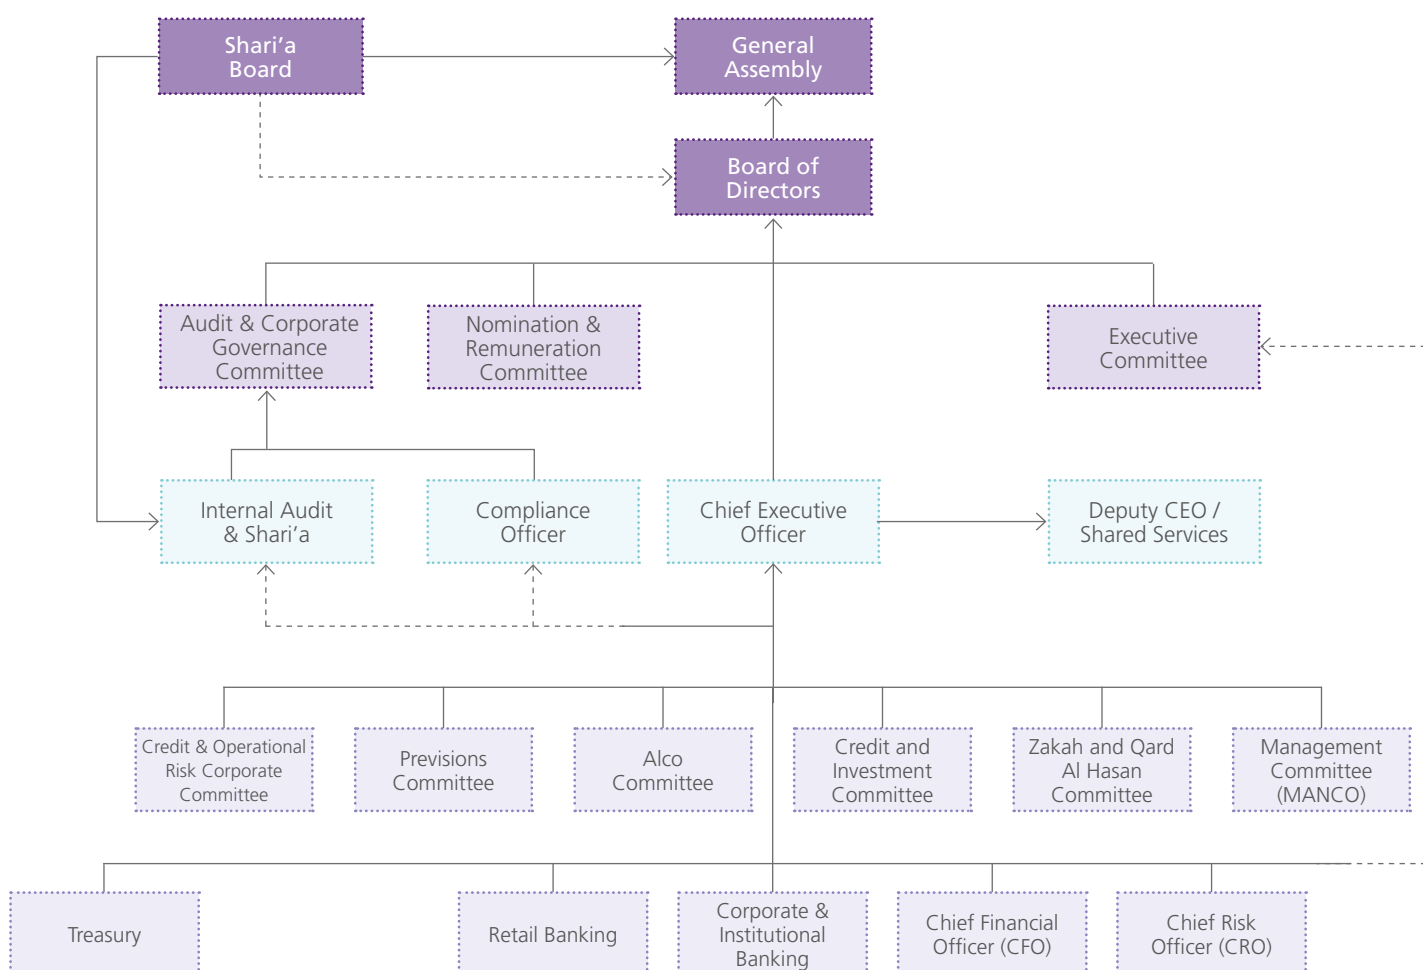 Shari’a
Board
General
Assembly
Board of
Directors
Audit & Corporate
Governance
Committee
Nomination &
Remuneration
Committee
Executive
Committee
Internal Audit
& Shari’a
Compliance
Officer
Chief Executive
Officer
Deputy CEO /
Shared Services
Credit & Operational
Risk Corporate
Committee
Previsions
Committee
Alco
Committee
Credit and
Investment
Committee
Zakah and Qard
Al Hasan
Committee
Management
Committee
(MANCO)
Treasury
Retail Banking
Corporate &
Institutional
Banking
Chief Financial
Officer (CFO)
Chief Risk
Officer (CRO)